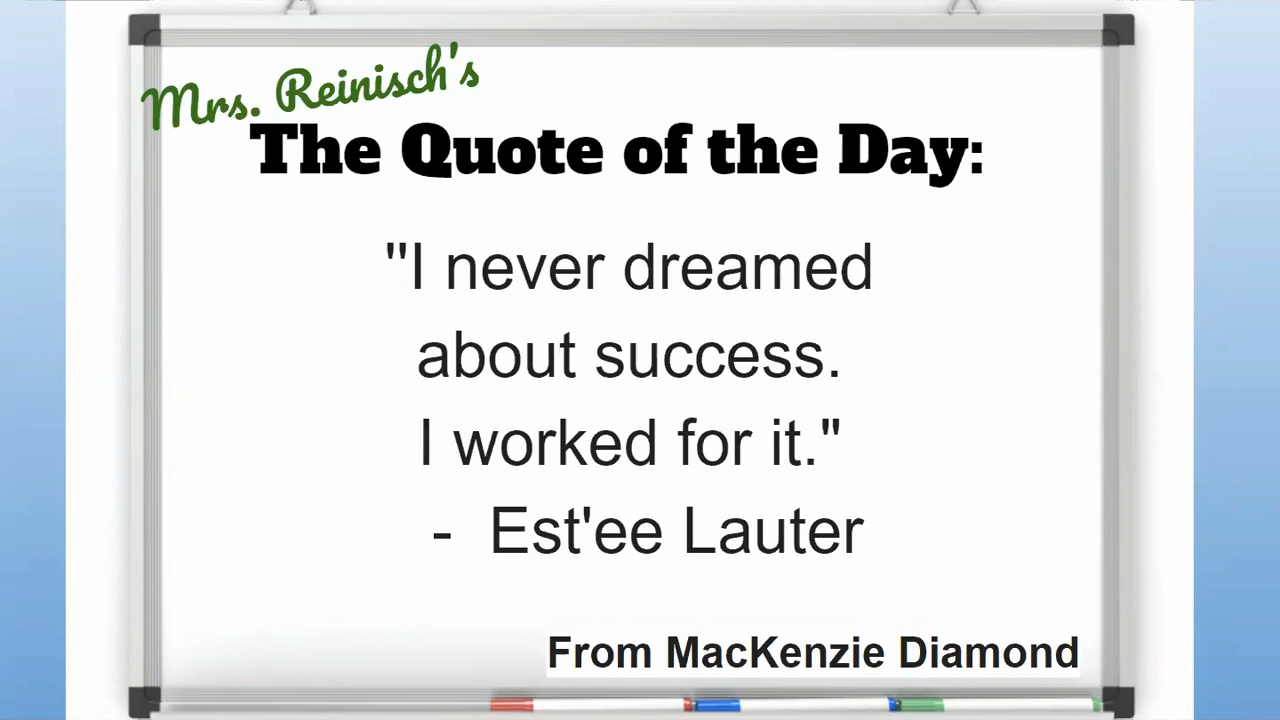 Mrs. Reinisch's
The Quote of the Day:
"I never dreamed
about success.
I worked for it."
- Est'ee Lauter
From MacKenzie Diamond